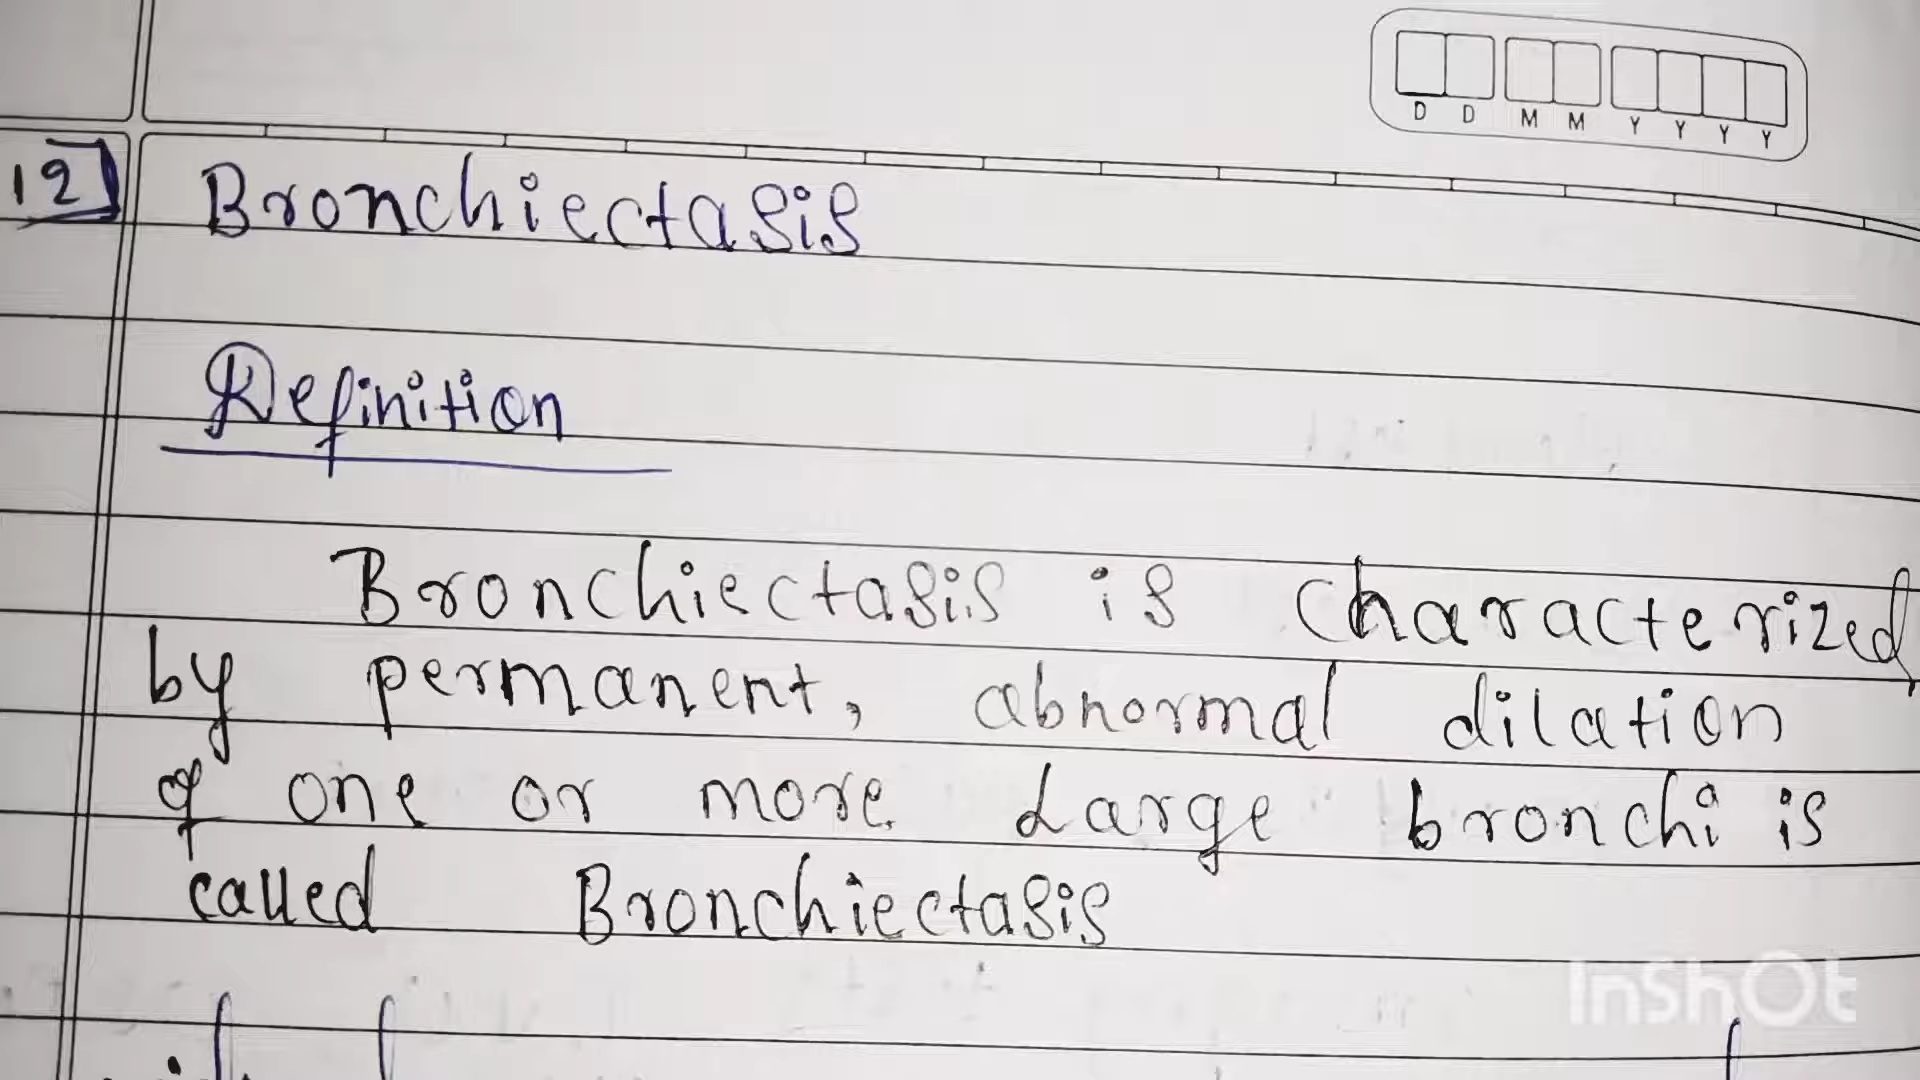 D D M M Y Y Y Y
12
Bronchiectasis
Definition
Bronchiectasis is characterized
by permanent, abnormal dilation
of one or more Large bronchi is
called Bronchiectasis
InShOt